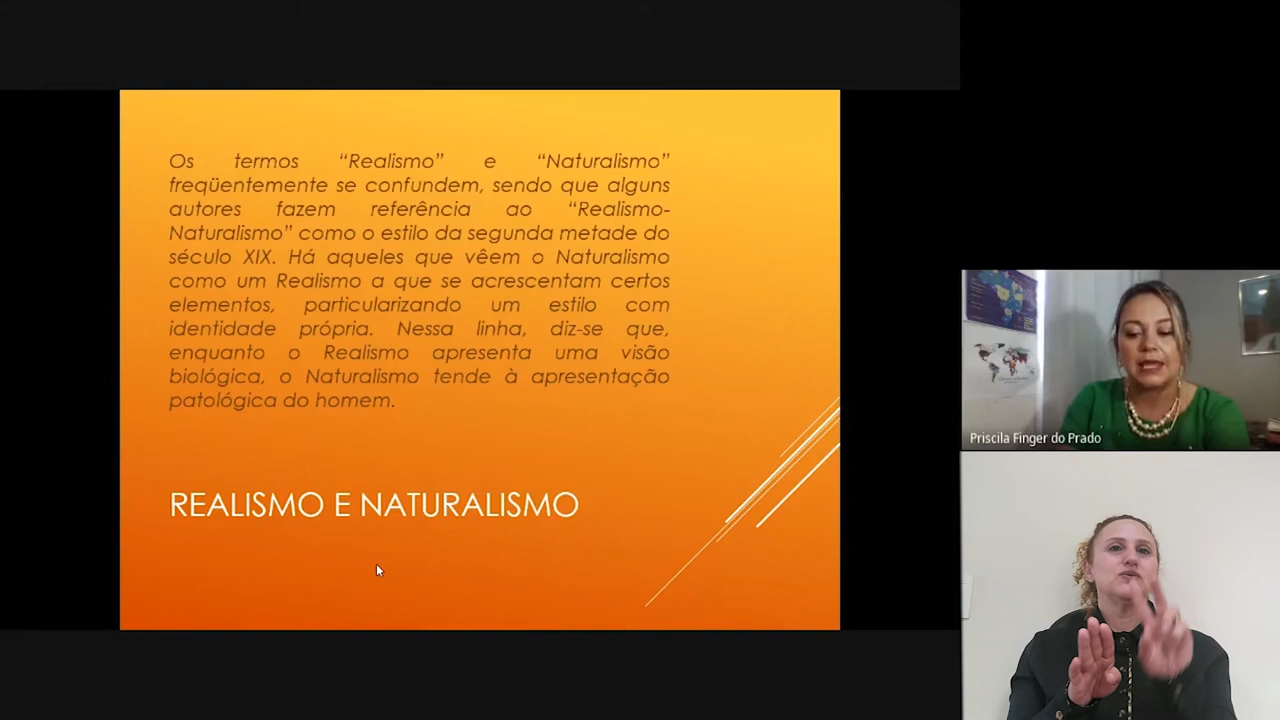 Os termos “Realismo” e “Naturalismo”
freqüentemente se confundem, sendo que alguns
autores fazem referência ao “Realismo-
Naturalismo” como o estilo da segunda metade do
século XIX. Há aqueles que vêem o Naturalismo
como um Realismo a que se acrescentam certos
elementos, particularizando um estilo com
identidade própria. Nessa linha, diz-se que,
enquanto o Realismo apresenta uma visão
biológica, o Naturalismo tende à apresentação
patológica do homem.
REALISMO E NATURALISMO
Priscila Finger do Prado